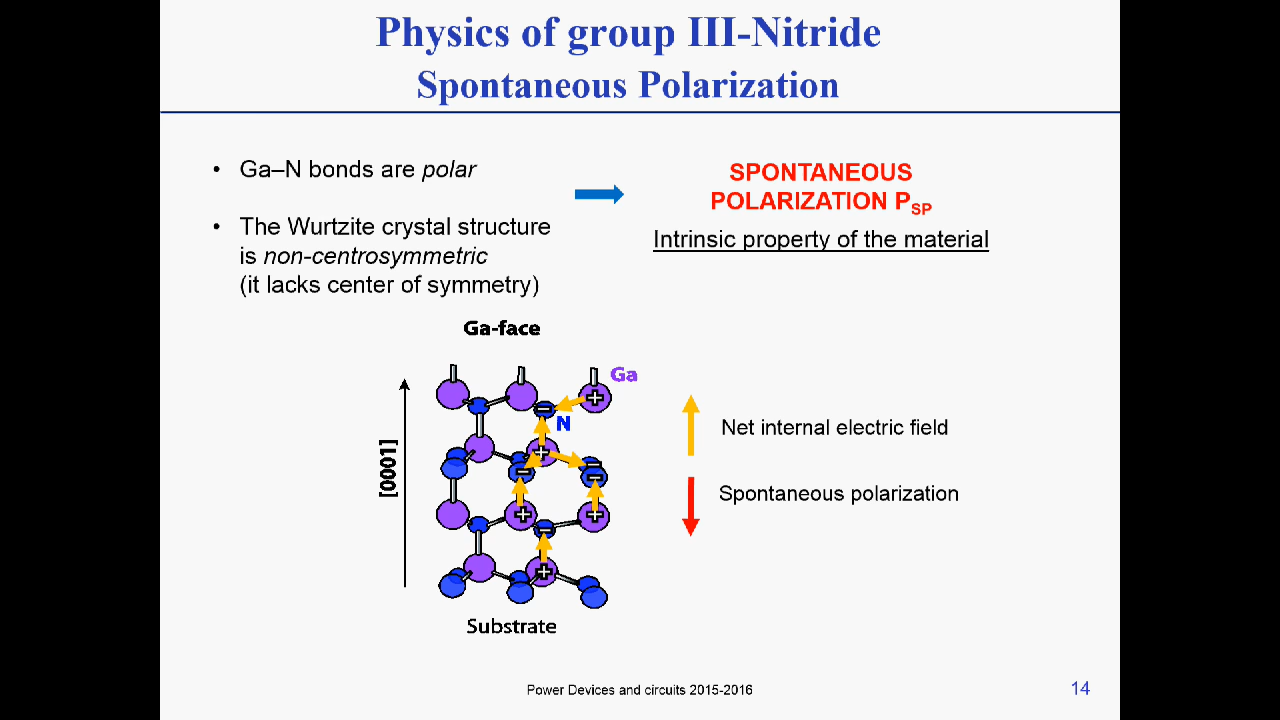 Physics of group III-Nitride
Spontaneous Polarization
• Ga–N bonds are polar
• The Wurtzite crystal structure
is non-centrosymmetric
(it lacks center of symmetry)
SPONTANEOUS
POLARIZATION PSP
Intrinsic property of the material
Ga-face
Ga
N
[0001]
Net internal electric field
Spontaneous polarization
Substrate
Power Devices and circuits 2015-2016
14